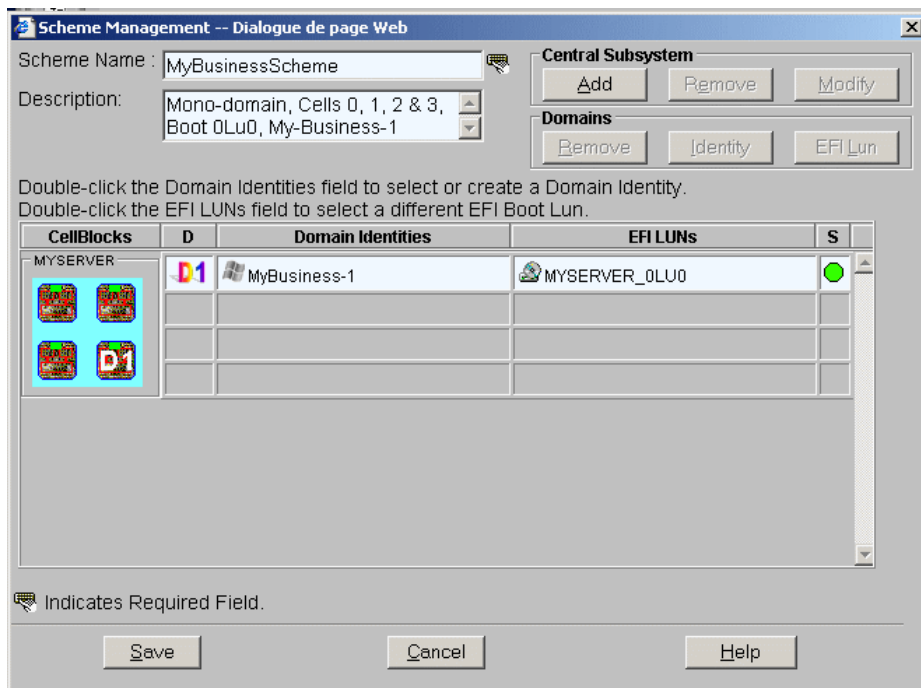 Scheme Management -- Dialogue de page Web
Scheme Name : MyBusinessScheme
Central Subsystem
Add Remove Modify
Description: Mono-domain, Cells 0, 1, 2 & 3,
Boot 0Lu0, My-Business-1
Domains
Remove Identity EFI Lun
Double-click the Domain Identities field to select or create a Domain Identity.
Double-click the EFI LUNs field to select a different EFI Boot Lun.
CellBlocks D Domain Identities EFI LUNs S
MYSERVER
D1 MyBusiness-1 MYSERVER_0LU0
D1
Indicates Required Field.
Save Cancel Help